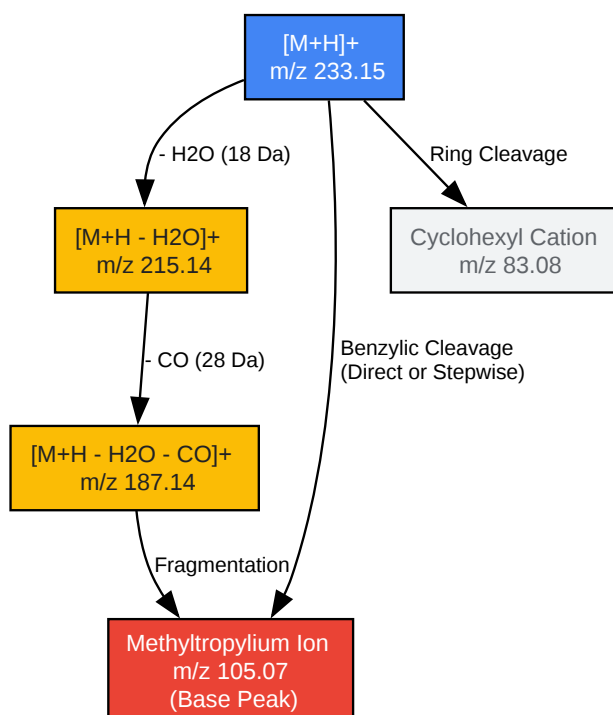 [M+H]+
m/z 233.15
- H2O (18 Da)
Ring Cleavage
[M+H - H2O]+
m/z 215.14
Cyclohexyl Cation
m/z 83.08
- CO (28 Da)
Benzylic Cleavage
(Direct or Stepwise)
[M+H - H2O - CO]+
m/z 187.14
Fragmentation
Methyltropylium Ion
m/z 105.07
(Base Peak)